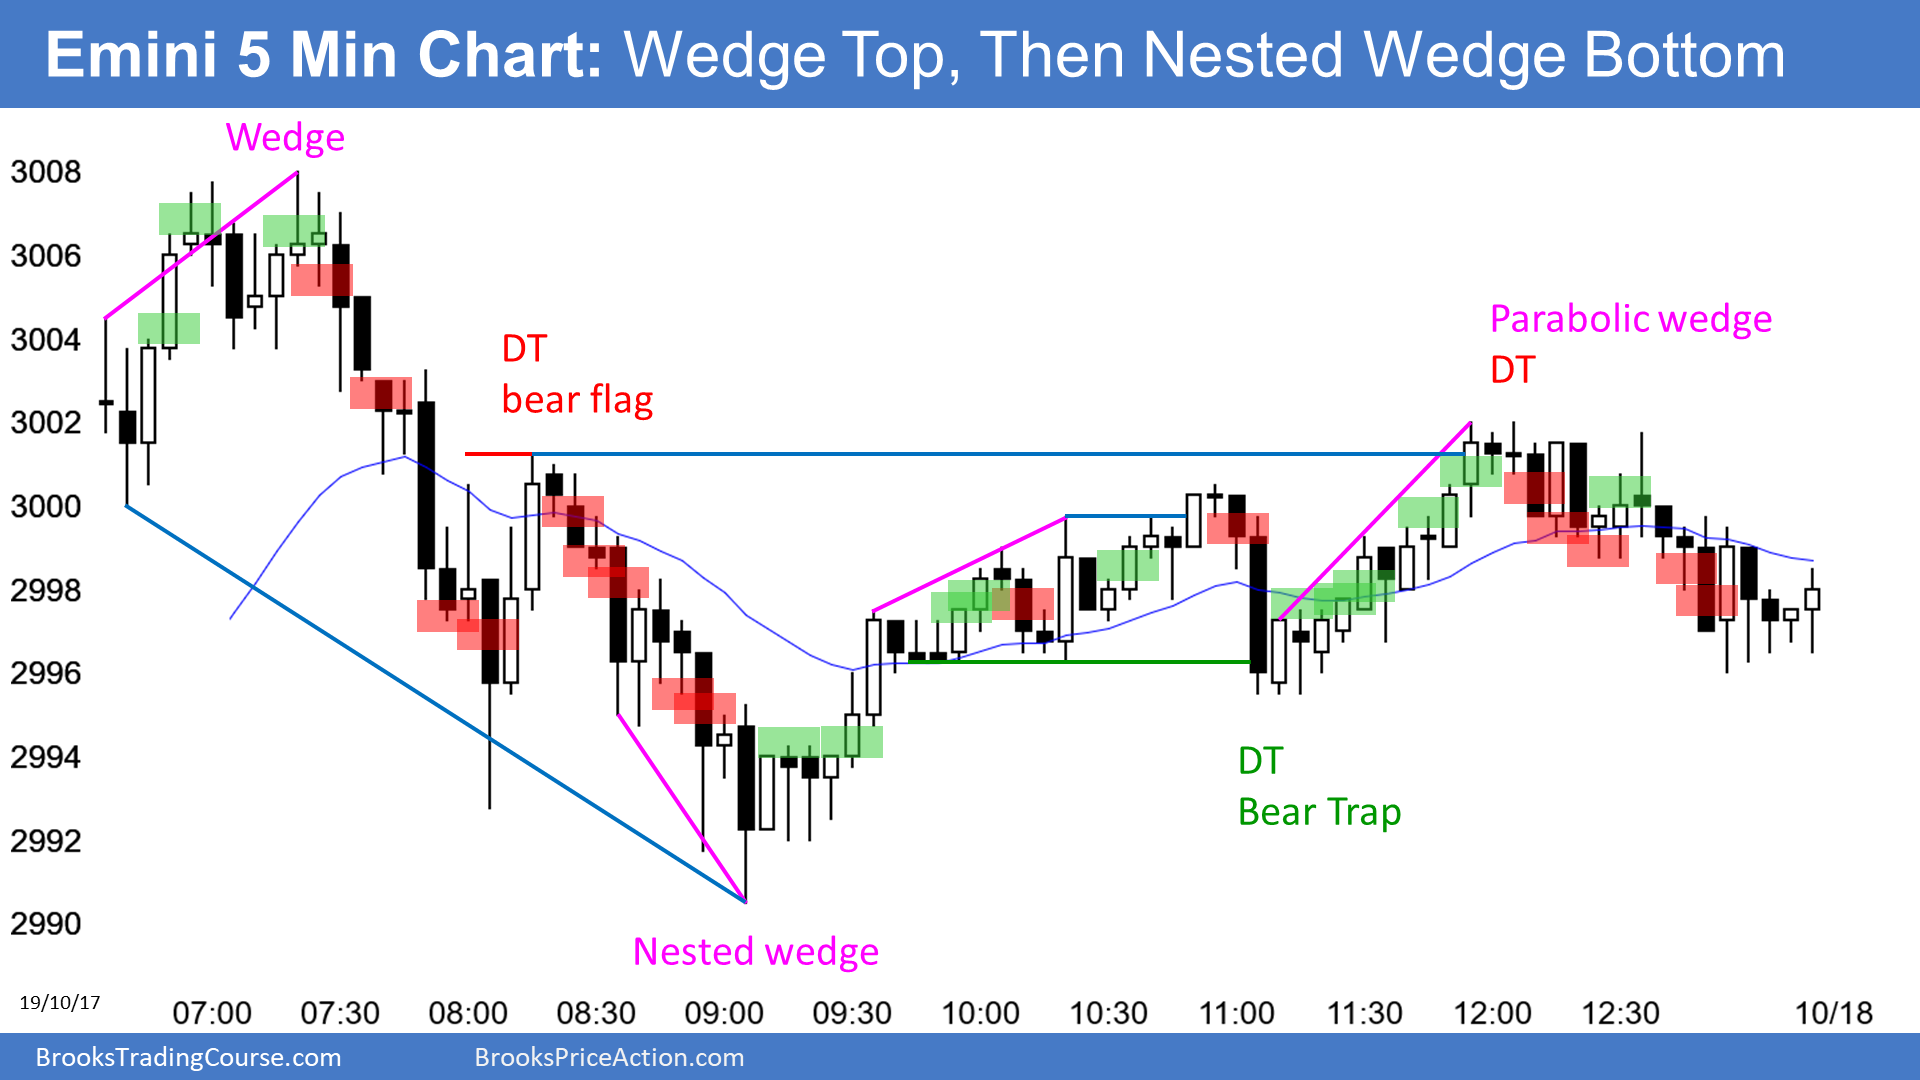 Emini 5 Min Chart: Wedge Top, Then Nested Wedge Bottom
Wedge
3008
3006
3004
3002
3000
2998
2996
2994
2992
2990
DT
bear flag
Parabolic wedge
DT
DT
Bear Trap
Nested wedge
19/10/17
07:00 07:30 08:00 08:30 09:00 09:30 10:00 10:30 11:00 11:30 12:00 12:30 10/18
BrooksTradingCourse.com BrooksPriceAction.com